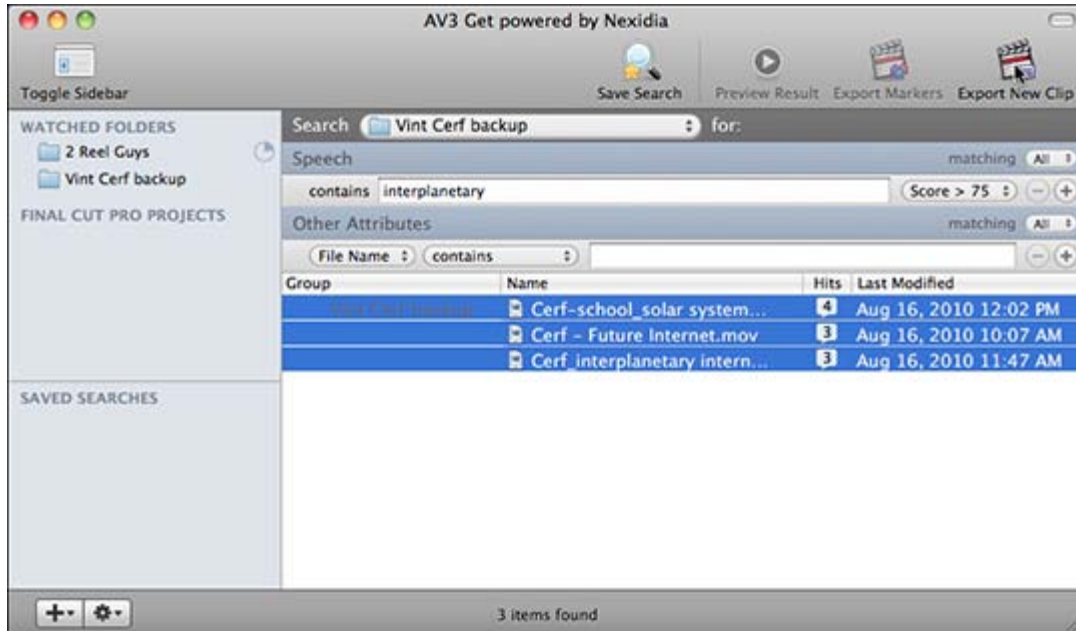 AV3 Get powered by Nexidia
Toggle Sidebar
Save Search
Preview Result
Export Markers
Export New Clip
WATCHED FOLDERS
2 Reel Guys
Vint Cerf backup
FINAL CUT PRO PROJECTS
SAVED SEARCHES
Search Vint Cerf backup for:
Speech matching All
contains interplanetary Score > 75
Other Attributes matching All
File Name contains
Group Name Hits Last Modified
Vint Cerf backup Cerf-school_solar system... 4 Aug 16, 2010 12:02 PM
Cerf - Future Internet.mov 3 Aug 16, 2010 10:07 AM
Cerf_interplanetary intern... 3 Aug 16, 2010 11:47 AM
3 items found